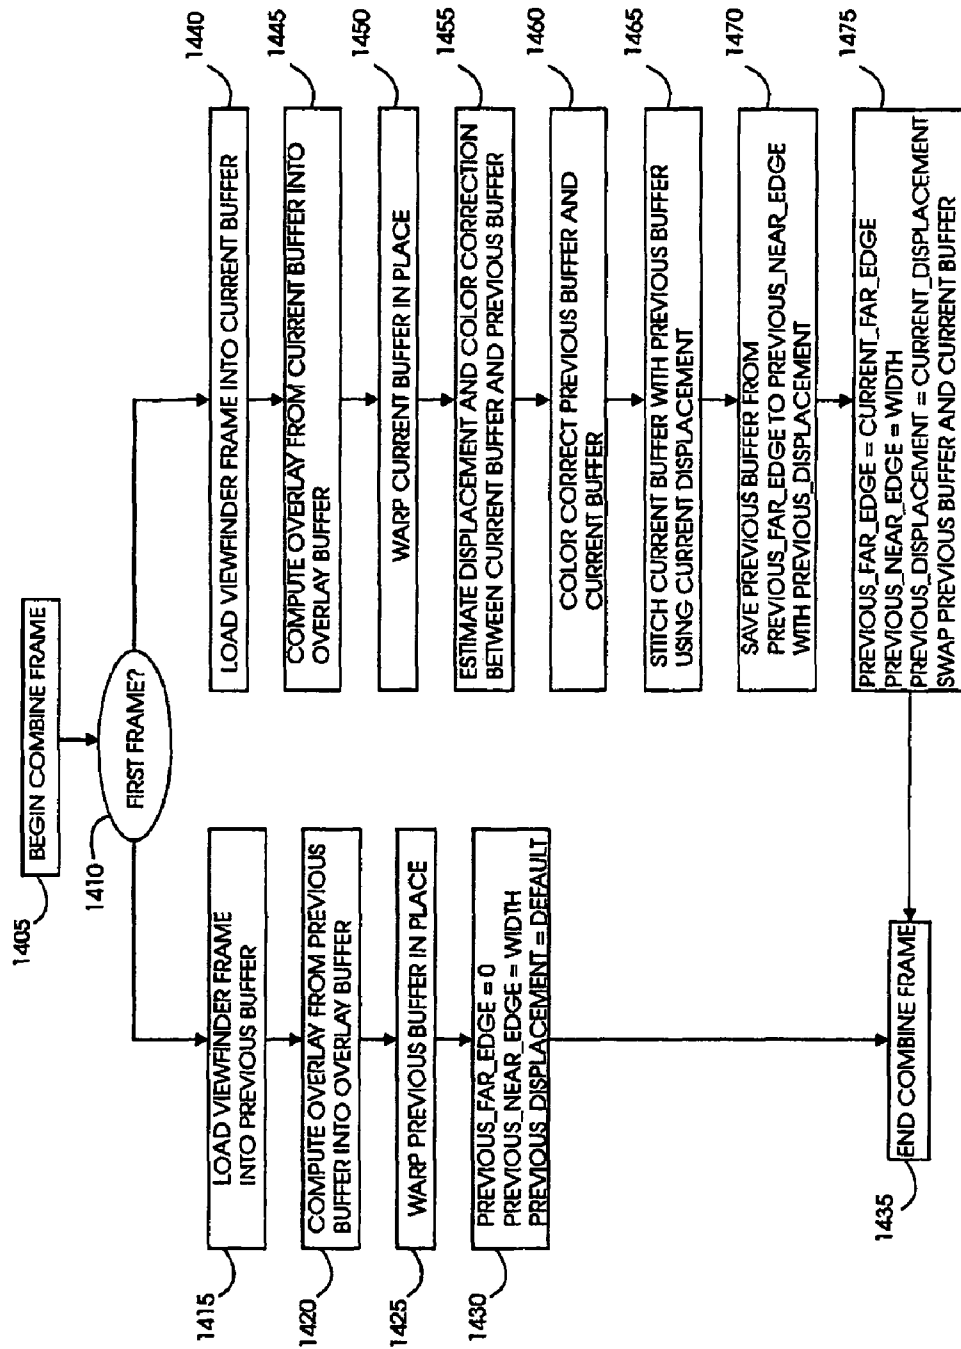 1405
BEGIN COMBINE FRAME
1410
FIRST FRAME?
1415
LOAD VIEWFINDER FRAME
INTO PREVIOUS BUFFER
1420
COMPUTE OVERLAY FROM PREVIOUS
BUFFER INTO OVERLAY BUFFER
1425
WARP PREVIOUS BUFFER IN PLACE
1430
PREVIOUS_FAR_EDGE = 0
PREVIOUS_NEAR_EDGE = WIDTH
PREVIOUS_DISPLACEMENT = DEFAULT
1435
END COMBINE FRAME
1440
LOAD VIEWFINDER FRAME INTO CURRENT BUFFER
1445
COMPUTE OVERLAY FROM CURRENT BUFFER INTO
OVERLAY BUFFER
1450
WARP CURRENT BUFFER IN PLACE
1455
ESTIMATE DISPLACEMENT AND COLOR CORRECTION
BETWEEN CURRENT BUFFER AND PREVIOUS BUFFER
1460
COLOR CORRECT PREVIOUS BUFFER AND
CURRENT BUFFER
1465
STITCH CURRENT BUFFER WITH PREVIOUS BUFFER
USING CURRENT DISPLACEMENT
1470
SAVE PREVIOUS BUFFER FROM
PREVIOUS_FAR_EDGE TO PREVIOUS_NEAR_EDGE
WITH PREVIOUS_DISPLACEMENT
1475
PREVIOUS_FAR_EDGE = CURRENT_FAR_EDGE
PREVIOUS_NEAR_EDGE = WIDTH
PREVIOUS_DISPLACEMENT = CURRENT_DISPLACEMENT
SWAP PREVIOUS BUFFER AND CURRENT BUFFER